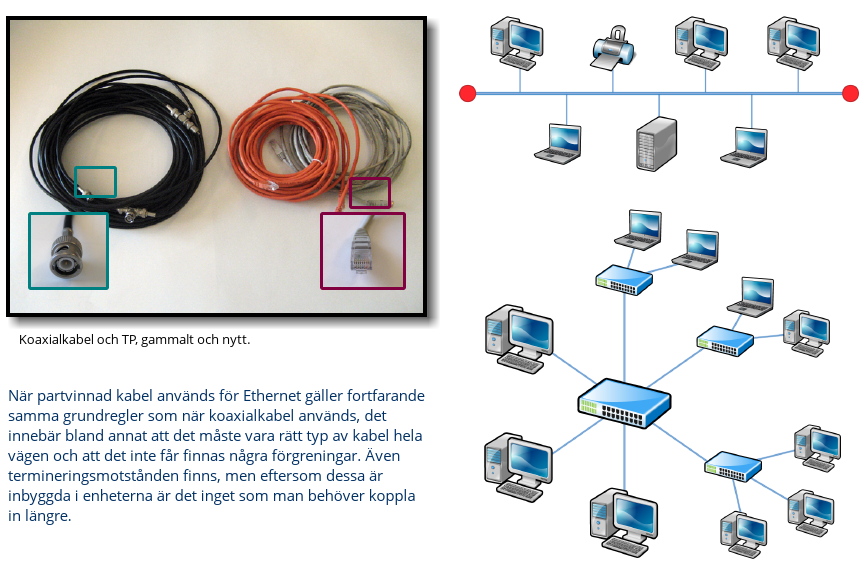 Koaxialkabel och TP, gammalt och nytt.
När partvinnad kabel används för Ethernet gäller fortfarande
samma grundregler som när koaxialkabel används, det
innebär bland annat att det måste vara rätt typ av kabel hela
vägen och att det inte får finnas några förgreningar. Även
termineringsmotstånden finns, men eftersom dessa är
inbyggda i enheterna är det inget som man behöver koppla
in längre.